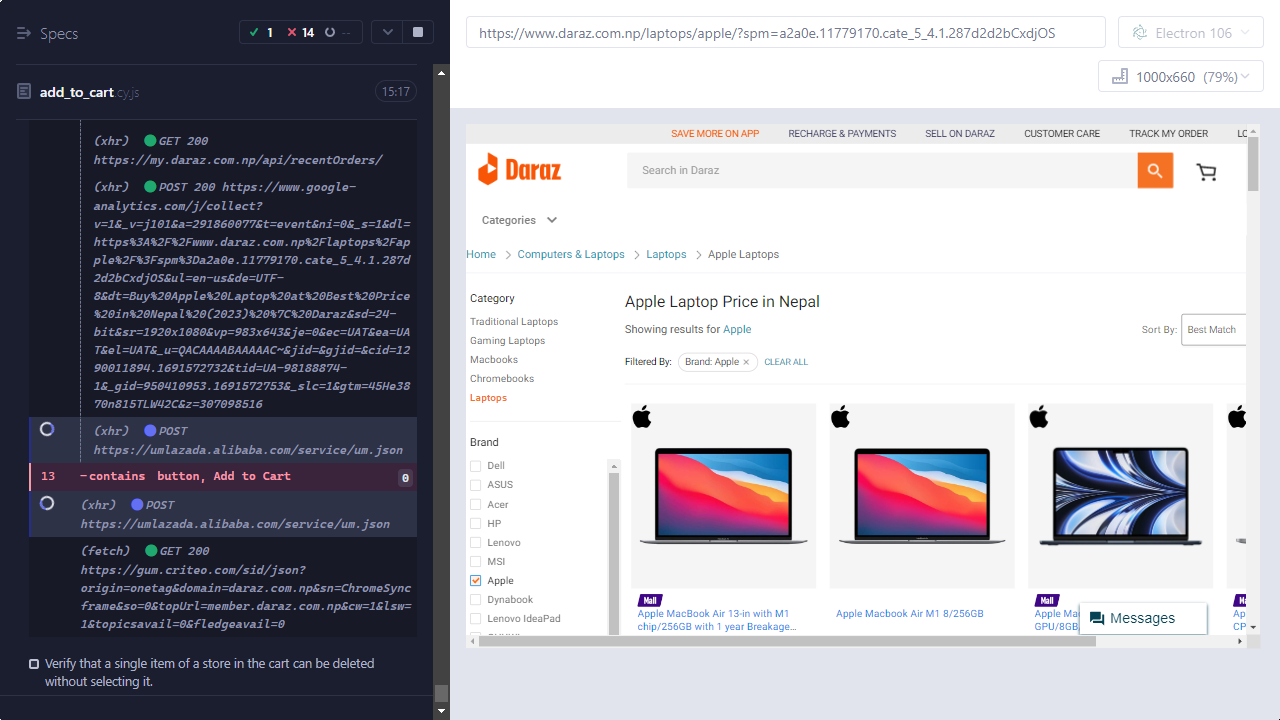 Specs
1
14
--
add_to_cart.cy.js
15:17
(xhr) GET 200
https://my.daraz.com.np/api/recentOrders/
(xhr) POST 200 https://www.google-
analytics.com/j/collect?
v=1&_v=j101&a=291860077&t=event&ni=0&_s=1&dl=
https%3A%2F%2Fwww.daraz.com.np%2Flaptops%2Fap
ple%2F%3Fspm%3Da2a0e.11779170.cate_5_4.1.287d
2d2bCxdjOS&ul=en-us&de=UTF-
8&dt=Buy%20Apple%20Laptop%20at%20Best%20Price
%20in%20Nepal%20(2023)%20%7C%20Daraz&sd=24-
bit&sr=1920x1080&vp=983x643&je=0&ec=UAT&ea=UA
T&el=UAT&_u=QACAAAABAAAAAC~&jid=&gjid=&cid=12
90011894.1691572732&tid=UA-98188874-
1&_gid=950410953.1691572753&_slc=1&gtm=45He38
70n815TLW42C&z=307098516
(xhr) POST
https://umlazada.alibaba.com/service/um.json
13 -contains button, Add to Cart 0
(xhr) POST
https://umlazada.alibaba.com/service/um.json
(fetch) GET 200
https://gum.criteo.com/sid/json?
origin=onetag&domain=daraz.com.np&sn=ChromeSync
frame&so=0&topUrl=member.daraz.com.np&cw=1&lsw=
1&topicsavail=0&fledgeavail=0
Verify that a single item of a store in the cart can be deleted
without selecting it.
https://www.daraz.com.np/laptops/apple/?spm=a2a0e.11779170.cate_5_4.1.287d2d2bCxdjOS
Electron 106
1000x660 (79%)
SAVE MORE ON APP
RECHARGE & PAYMENTS
SELL ON DARAZ
CUSTOMER CARE
TRACK MY ORDER
LO
Daraz
Search in Daraz
Categories
Home
Computers & Laptops
Laptops
Apple Laptops
Category
Traditional Laptops
Gaming Laptops
Macbooks
Chromebooks
Laptops
Brand
Dell
ASUS
Acer
HP
Lenovo
MSI
Apple
Dynabook
Lenovo IdeaPad
Apple Laptop Price in Nepal
Showing results for Apple
Sort By: Best Match
Filtered By: Brand: Apple × CLEAR ALL
Mall
Apple MacBook Air 13-in with M1
chip/256GB with 1 year Breakage...
Apple Macbook Air M1 8/256GB
Mall
Apple Ma
GPU/8GB
M
Ap
CP
Messages